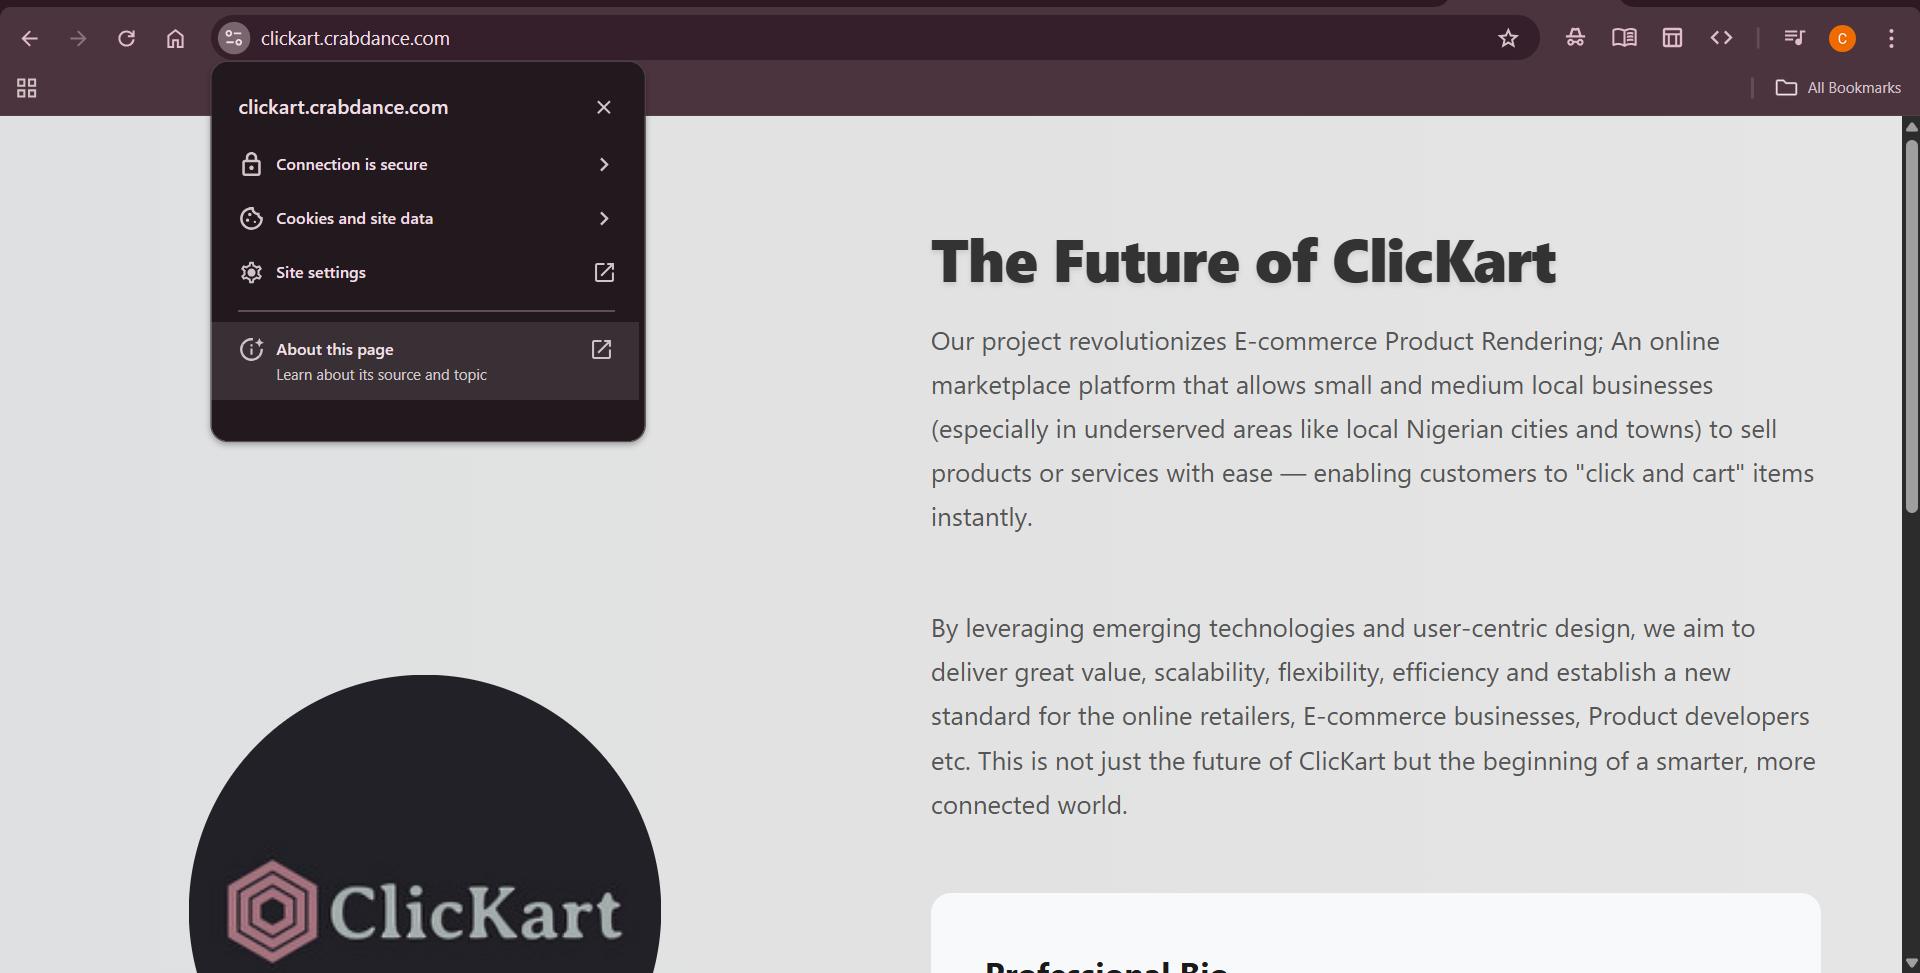 clickart.crabdance.com
C
All Bookmarks
clickart.crabdance.com
Connection is secure
Cookies and site data
Site settings
About this page
Learn about its source and topic
The Future of ClicKart
Our project revolutionizes E-commerce Product Rendering; An online
marketplace platform that allows small and medium local businesses
(especially in underserved areas like local Nigerian cities and towns) to sell
products or services with ease — enabling customers to "click and cart" items
instantly.
By leveraging emerging technologies and user-centric design, we aim to
deliver great value, scalability, flexibility, efficiency and establish a new
standard for the online retailers, E-commerce businesses, Product developers
etc. This is not just the future of ClicKart but the beginning of a smarter, more
connected world.
ClicKart
Professional Bio